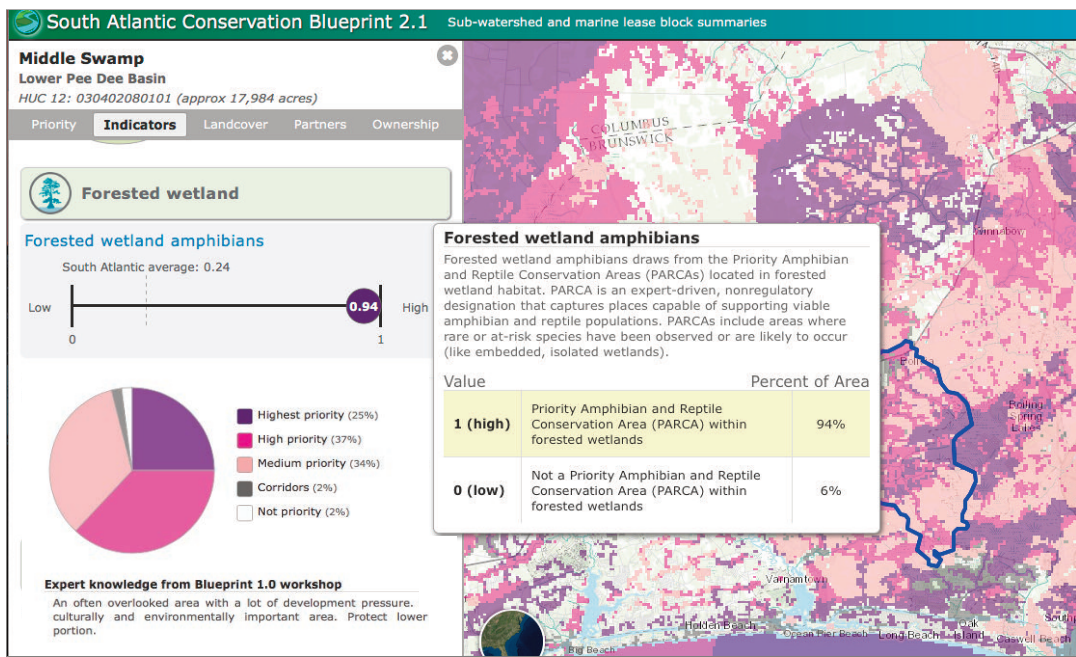 South Atlantic Conservation Blueprint 2.1 Sub-watershed and marine lease block summaries
Middle Swamp
Lower Pee Dee Basin
HUC 12: 030402080101 (approx 17,984 acres)
Priority Indicators Landcover Partners Ownership
Forested wetland
Forested wetland amphibians
South Atlantic average: 0.24
Low 0.94 High
0 1
Highest priority (25%)
High priority (37%)
Medium priority (34%)
Corridors (2%)
Not priority (2%)
Expert knowledge from Blueprint 1.0 workshop
An often overlooked area with a lot of development pressure.
culturally and environmentally important area. Protect lower
portion.
Forested wetland amphibians
Forested wetland amphibians draws from the Priority Amphibian
and Reptile Conservation Areas (PARCAs) located in forested
wetland habitat. PARCA is an expert-driven, nonregulatory
designation that captures places capable of supporting viable
amphibian and reptile populations. PARCAs include areas where
rare or at-risk species have been observed or are likely to occur
(like embedded, isolated wetlands).
Value Percent of Area
1 (high) Priority Amphibian and Reptile
Conservation Area (PARCA) within
forested wetlands 94%
0 (low) Not a Priority Amphibian and Reptile
Conservation Area (PARCA) within
forested wetlands 6%
COLUMBUS
BRUNSWICK
Winnabow
Bolivia
Boiling
Spring
Lakes
Varnamtown
Holden Beach
Ocean Isle Beach
Long Beach
Oak
Island
Caswell Beach
Big Beach